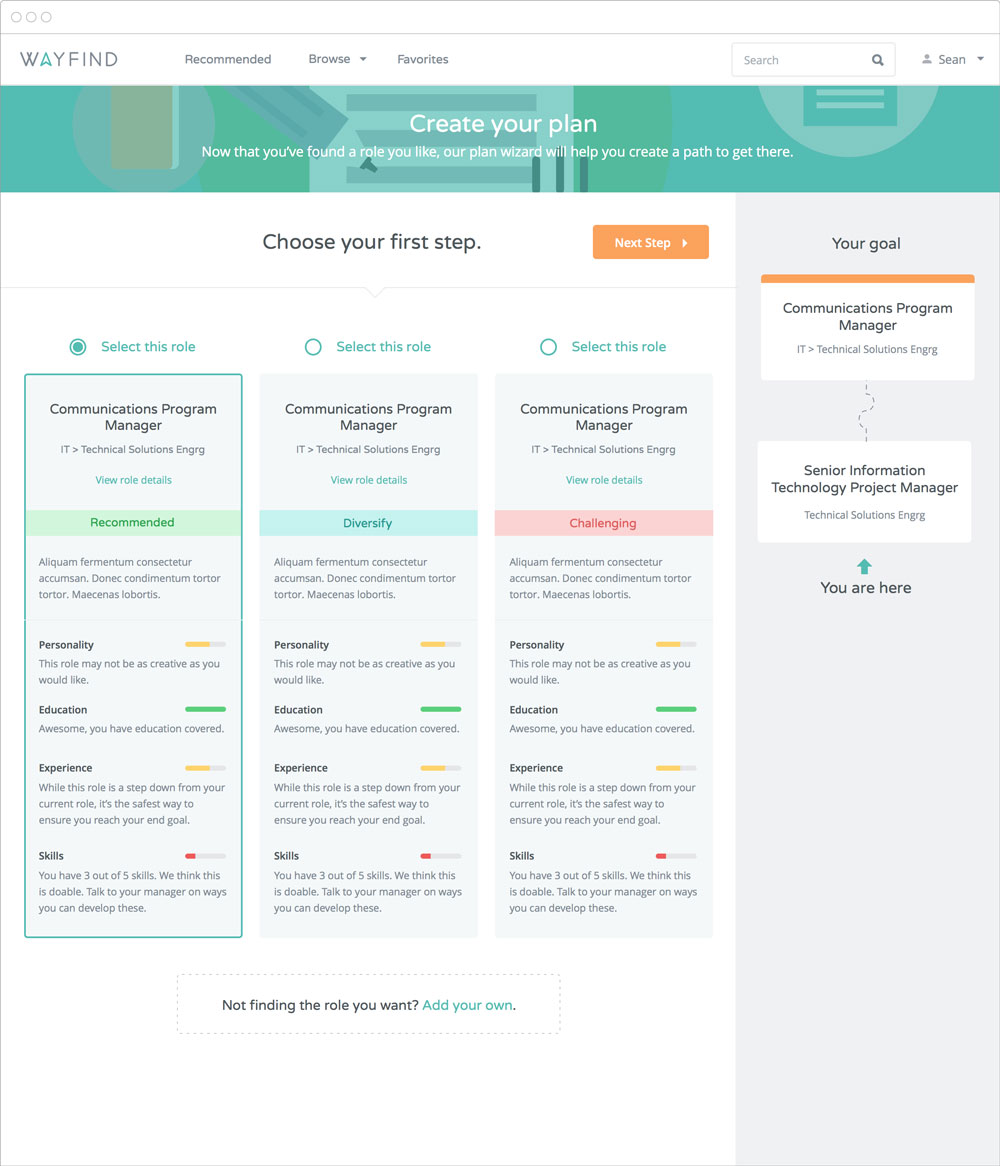 WAYFIND
Recommended
Browse
Favorites
Search
Sean
Create your plan
Now that you’ve found a role you like, our plan wizard will help you create a path to get there.
Choose your first step.
Next Step
Select this role
Communications Program
Manager
IT > Technical Solutions Engrg
View role details
Recommended
Aliquam fermentum consectetur
accumsan. Donec condimentum tortor
tortor. Maecenas lobortis.
Personality
This role may not be as creative as you
would like.
Education
Awesome, you have education covered.
Experience
While this role is a step down from your
current role, it’s the safest way to
ensure you reach your end goal.
Skills
You have 3 out of 5 skills. We think this
is doable. Talk to your manager on ways
you can develop these.
Select this role
Communications Program
Manager
IT > Technical Solutions Engrg
View role details
Diversify
Aliquam fermentum consectetur
accumsan. Donec condimentum tortor
tortor. Maecenas lobortis.
Personality
This role may not be as creative as you
would like.
Education
Awesome, you have education covered.
Experience
While this role is a step down from your
current role, it’s the safest way to
ensure you reach your end goal.
Skills
You have 3 out of 5 skills. We think this
is doable. Talk to your manager on ways
you can develop these.
Select this role
Communications Program
Manager
IT > Technical Solutions Engrg
View role details
Challenging
Aliquam fermentum consectetur
accumsan. Donec condimentum tortor
tortor. Maecenas lobortis.
Personality
This role may not be as creative as you
would like.
Education
Awesome, you have education covered.
Experience
While this role is a step down from your
current role, it’s the safest way to
ensure you reach your end goal.
Skills
You have 3 out of 5 skills. We think this
is doable. Talk to your manager on ways
you can develop these.
Not finding the role you want? Add your own.
Your goal
Communications Program
Manager
IT > Technical Solutions Engrg
Senior Information
Technology Project Manager
Technical Solutions Engrg
You are here